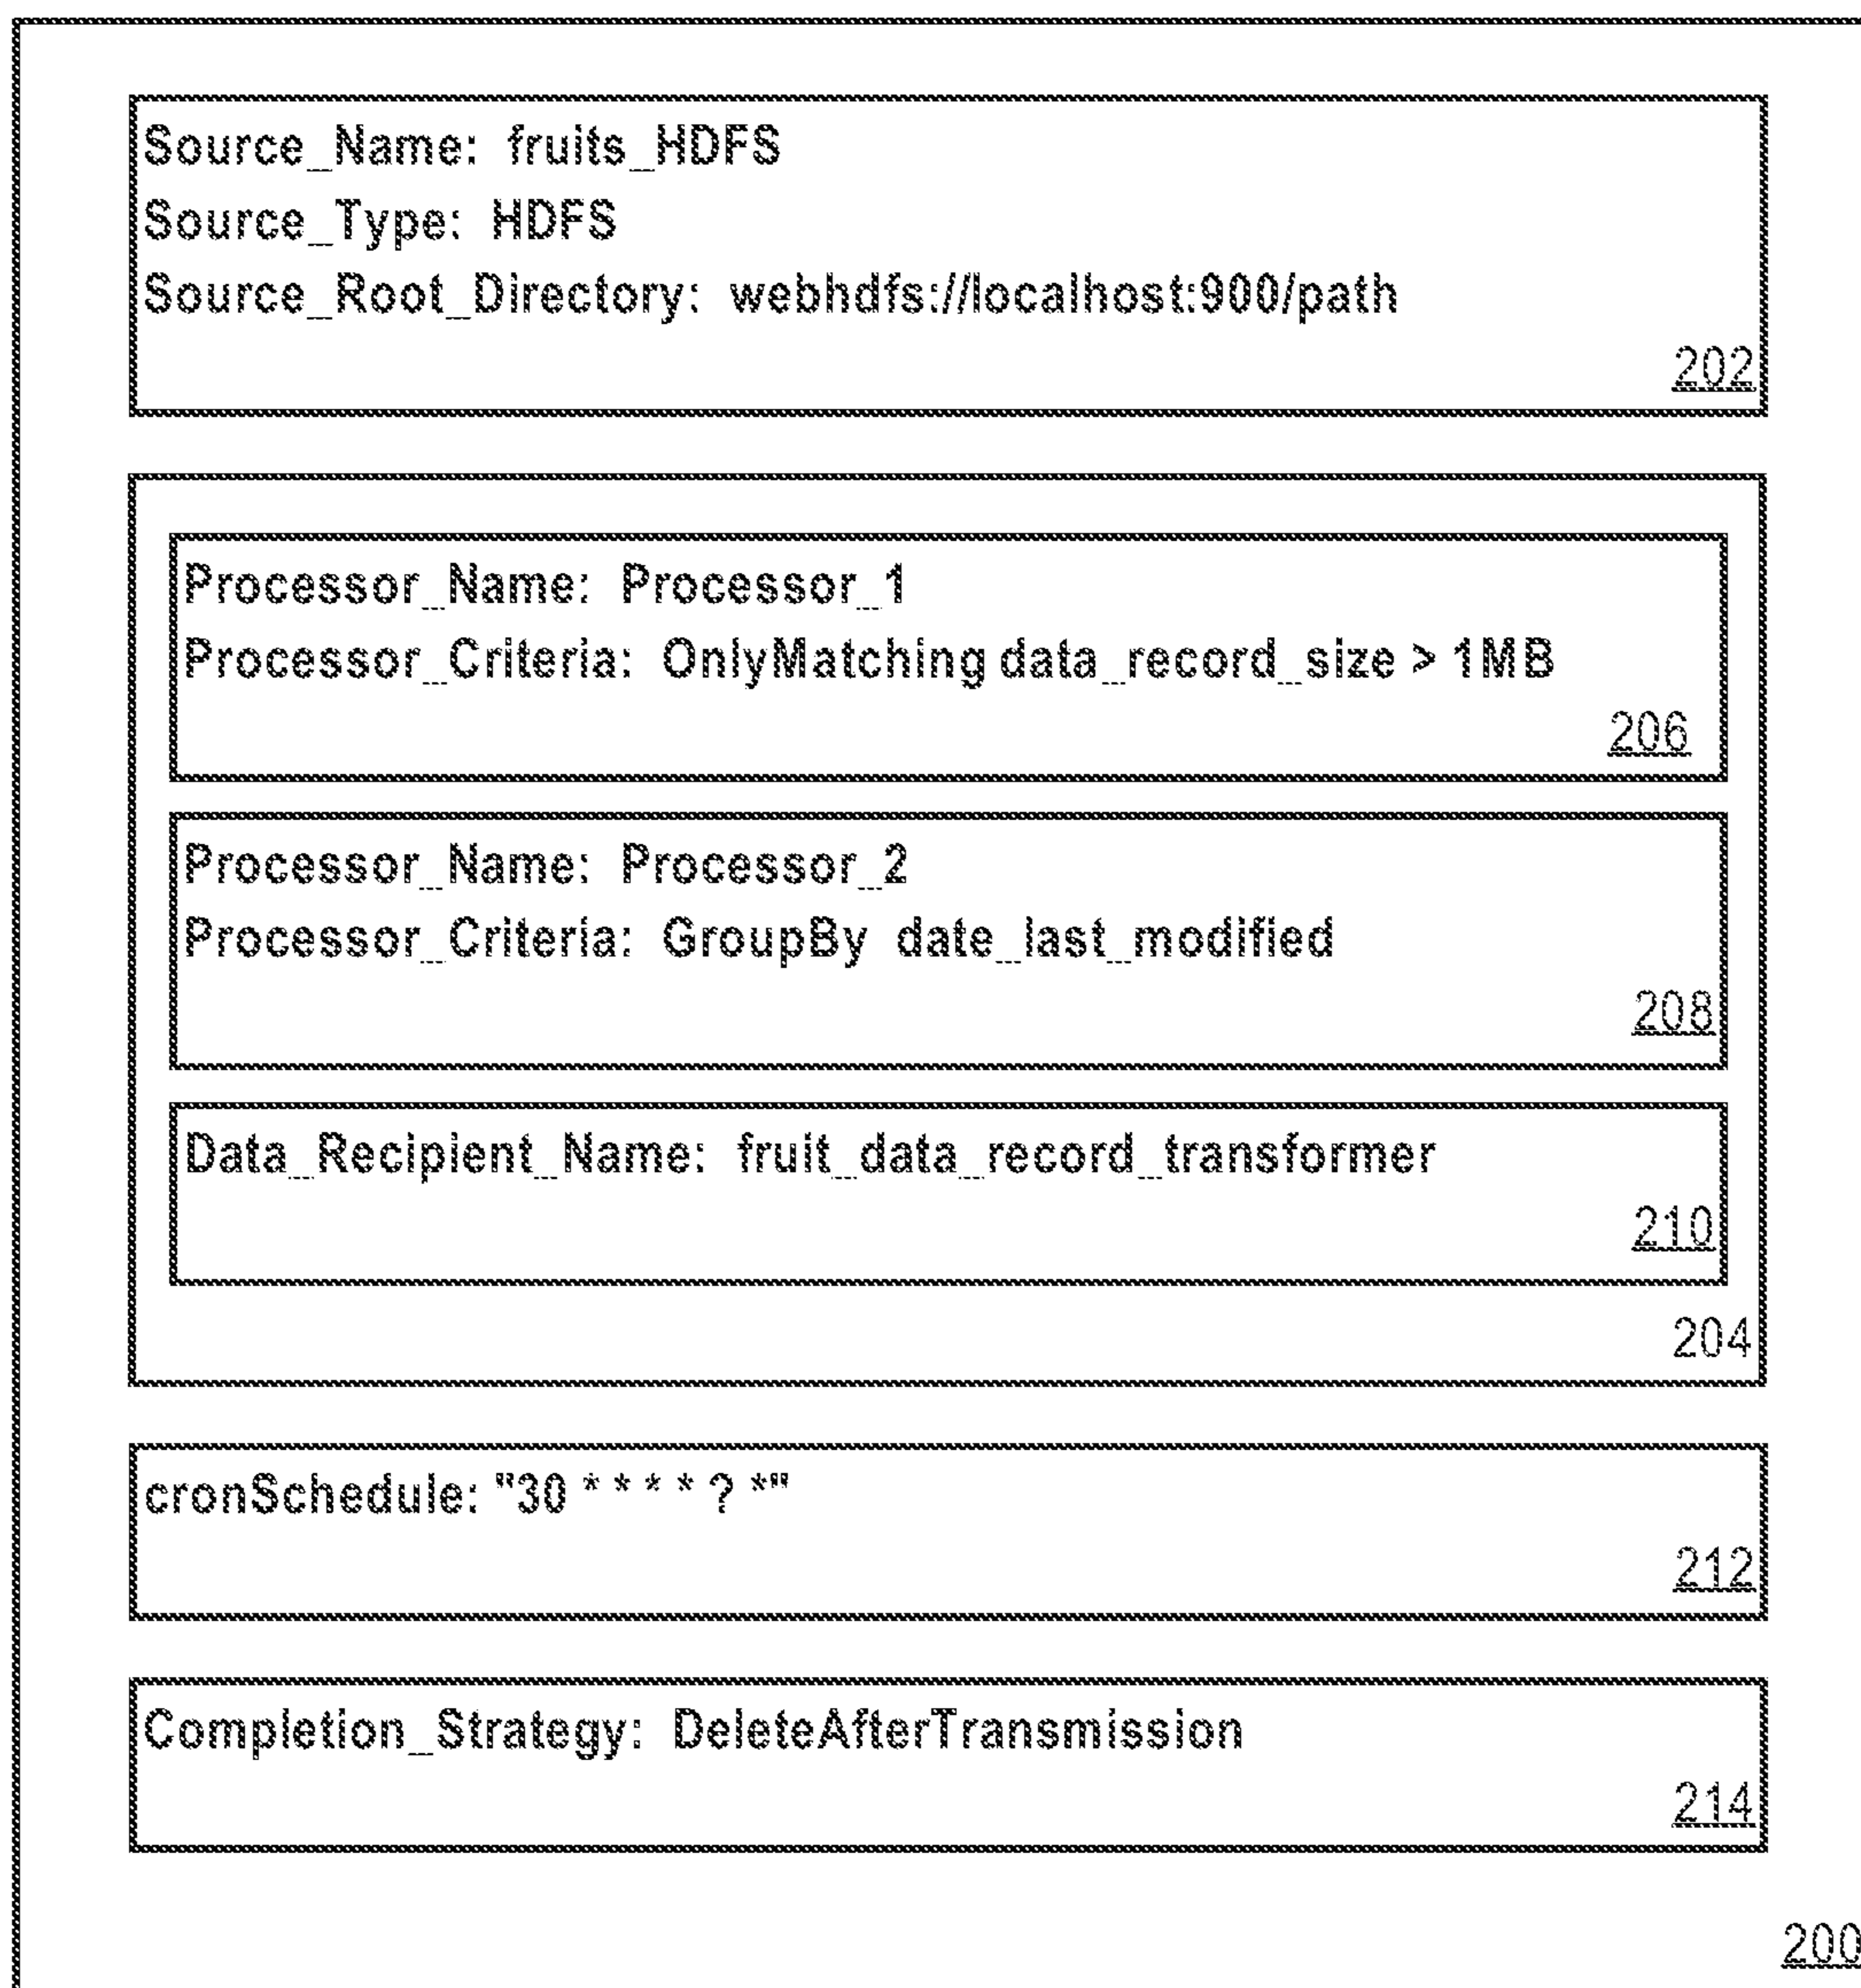 Source_Name: fruits_HDFS
Source_Type: HDFS
Source_Root_Directory: webhdfs://localhost:900/path
202
Processor_Name: Processor_1
Processor_Criteria: OnlyMatching data_record_size > 1MB
206
Processor_Name: Processor_2
Processor_Criteria: GroupBy date_last_modified
208
Data_Recipient_Name: fruit_data_record_transformer
210
204
cronSchedule: "30 * * * * ? *"
212
Completion_Strategy: DeleteAfterTransmission
214
200